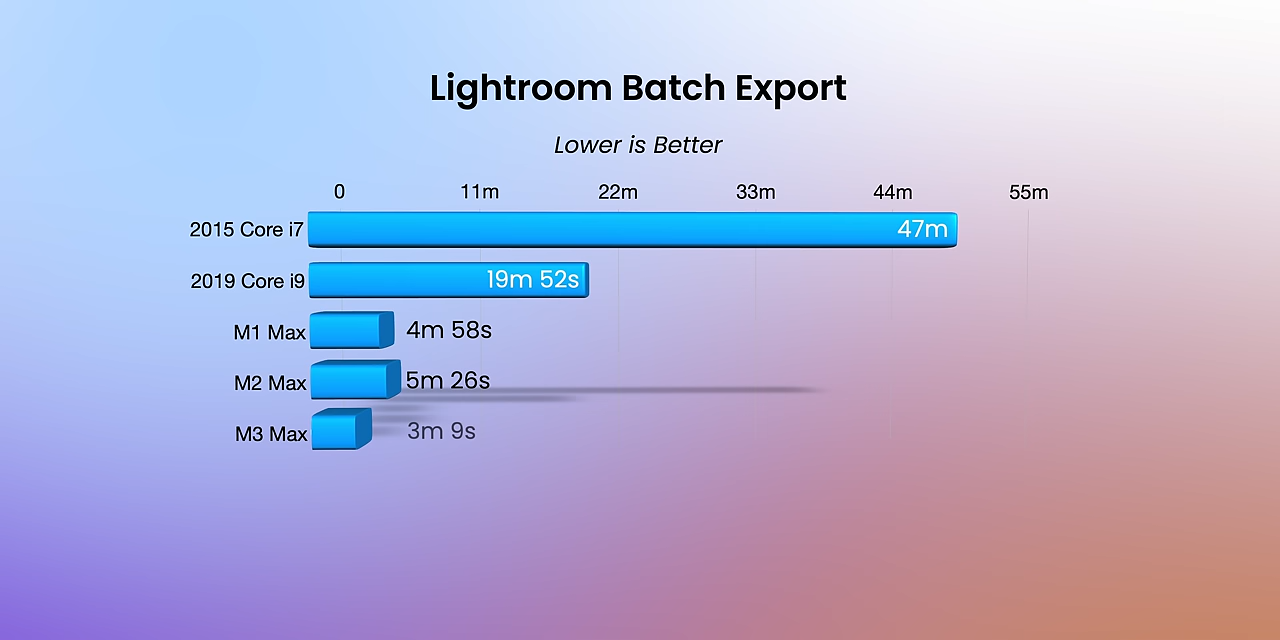 Lightroom Batch Export
Lower is Better
0 11m 22m 33m 44m 55m
2015 Core i7 47m
2019 Core i9 19m 52s
M1 Max 4m 58s
M2 Max 5m 26s
M3 Max 3m 9s